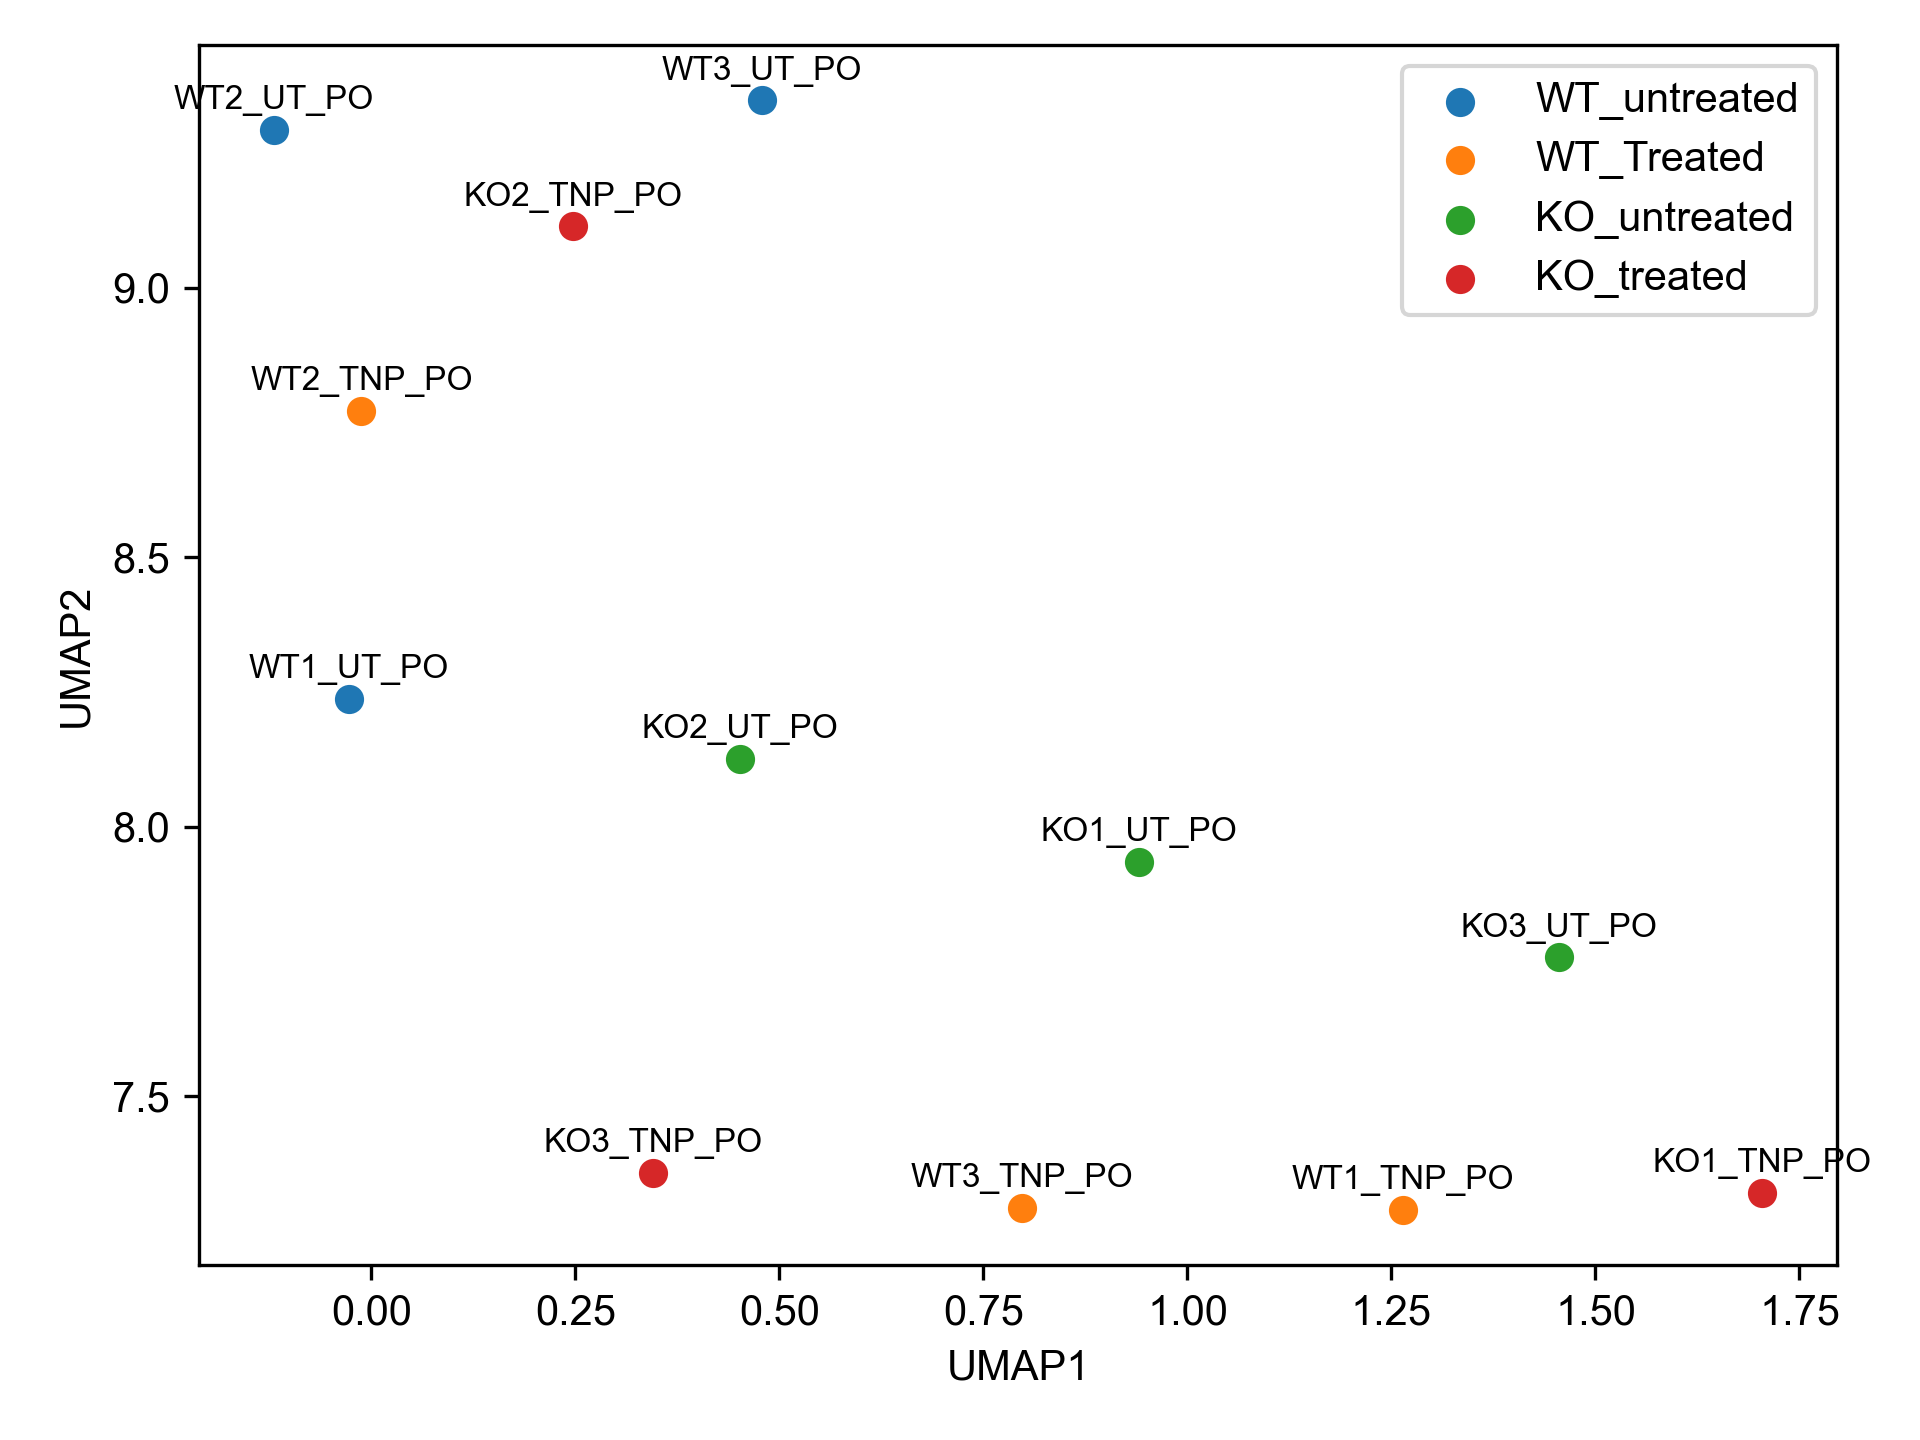 WT3_UT_PO
WT2_UT_PO
KO2_TNP_PO
WT_untreated
WT_Treated
KO_untreated
KO_treated
9.0
WT2_TNP_PO
8.5
UMAP2
WT1_UT_PO
KO2_UT_PO
8.0
KO1_UT_PO
KO3_UT_PO
7.5
KO3_TNP_PO
WT3_TNP_PO
WT1_TNP_PO
KO1_TNP_PO
0.00 0.25 0.50 0.75 1.00 1.25 1.50 1.75
UMAP1